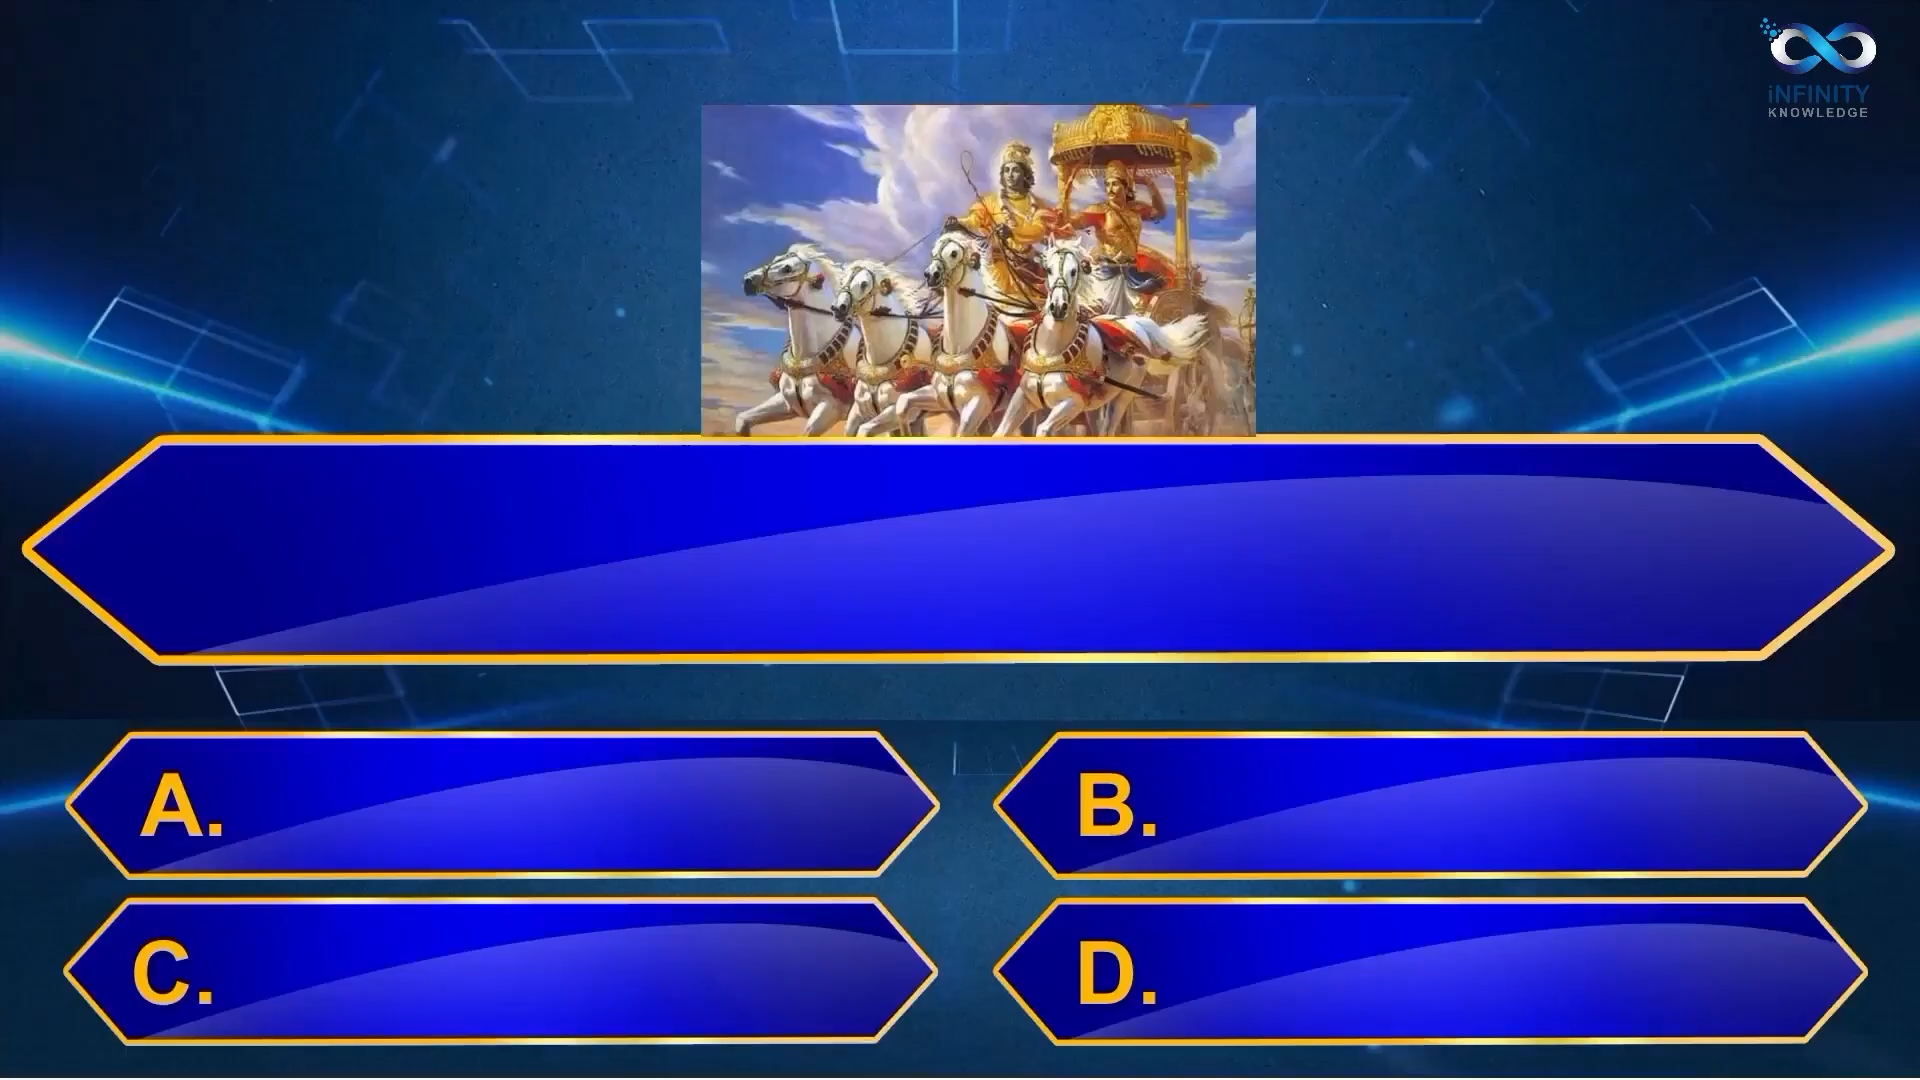 iNFINITY
KNOWLEDGE
A.
B.
C.
D.